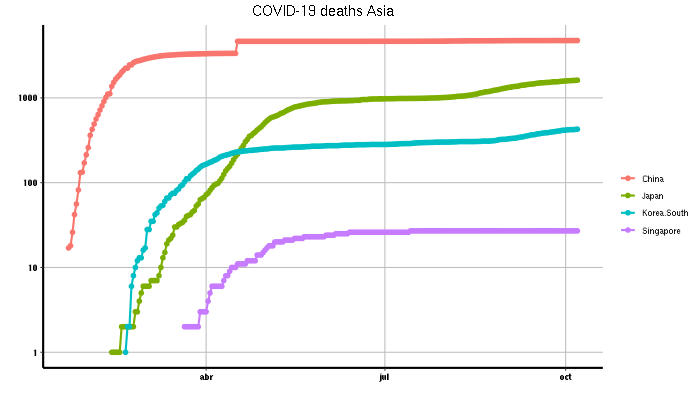 COVID-19 deaths Asia
1000
100
10
1
abr
jul
oct
China
Japan
Korea.South
Singapore